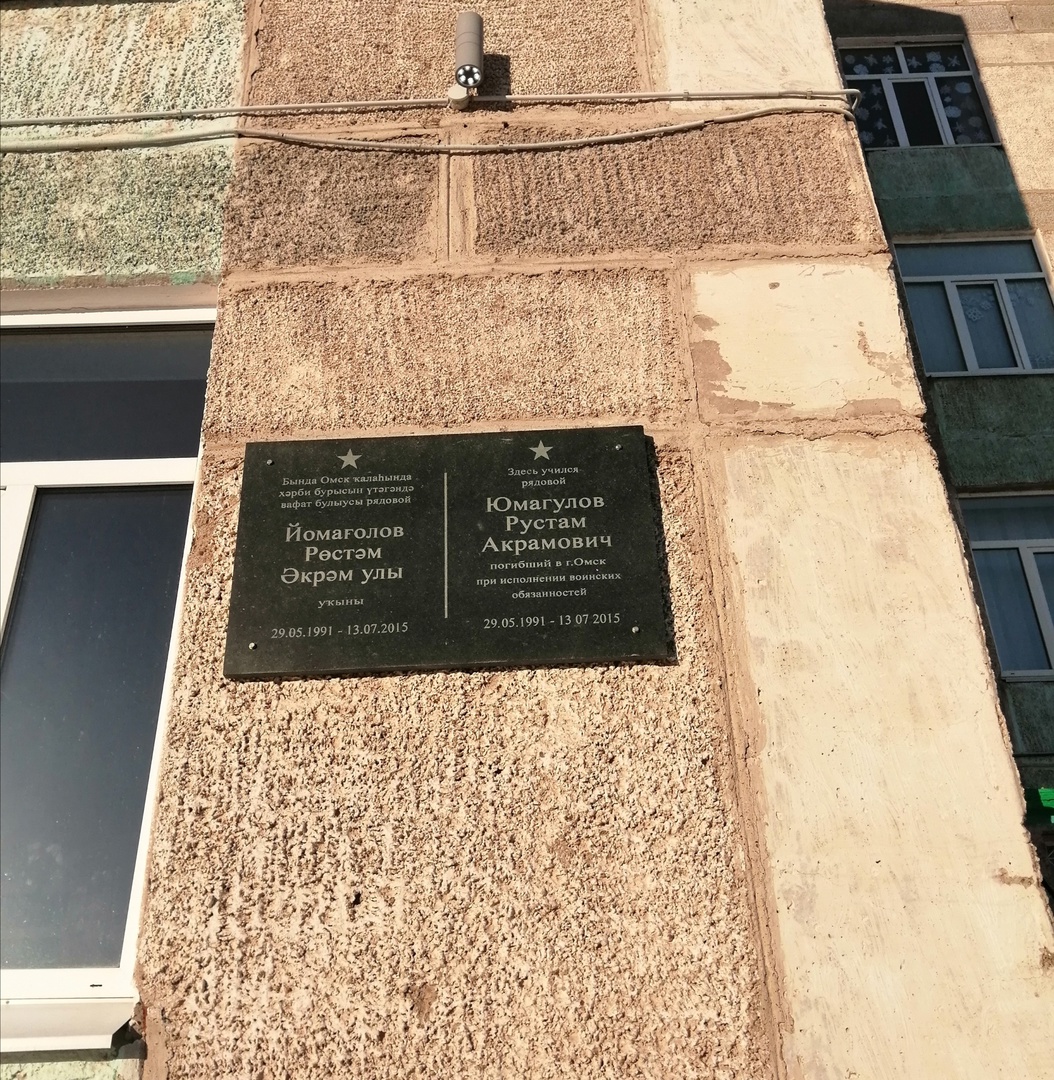 Бында Омск ҡалаһында
хәрби бурысын үтәгәндә
вафат булыусы рядовой
Йомағолов
Рөстәм
Әкрәм улы
уҡыны
29.05.1991 - 13.07.2015
Здесь учился
рядовой
Юмагулов
Рустам
Акрамович
погибший в г.Омск
при исполнении воинских
обязанностей
29.05.1991 - 13 07 2015